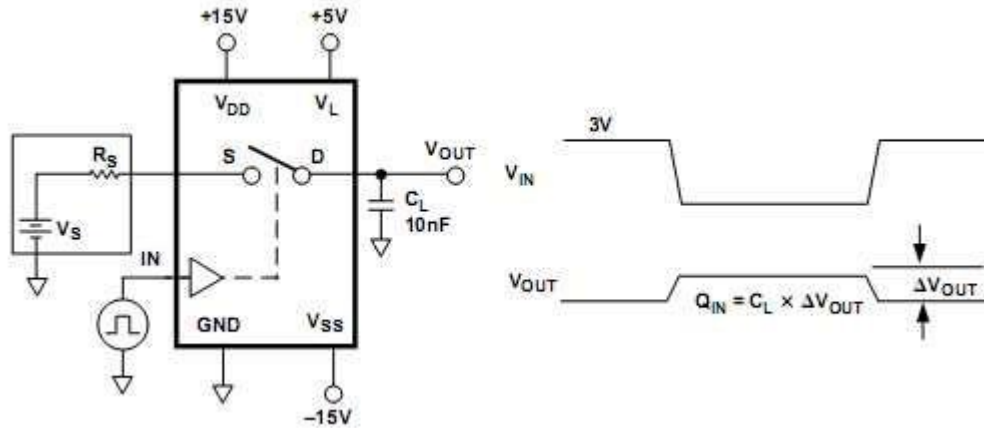 +15V
+5V
VDD
VL
RS
S
D
VOUT
CL
10nF
VS
IN
GND
VSS
–15V
3V
VIN
VOUT
QIN = CL × ΔVOUT
ΔVOUT